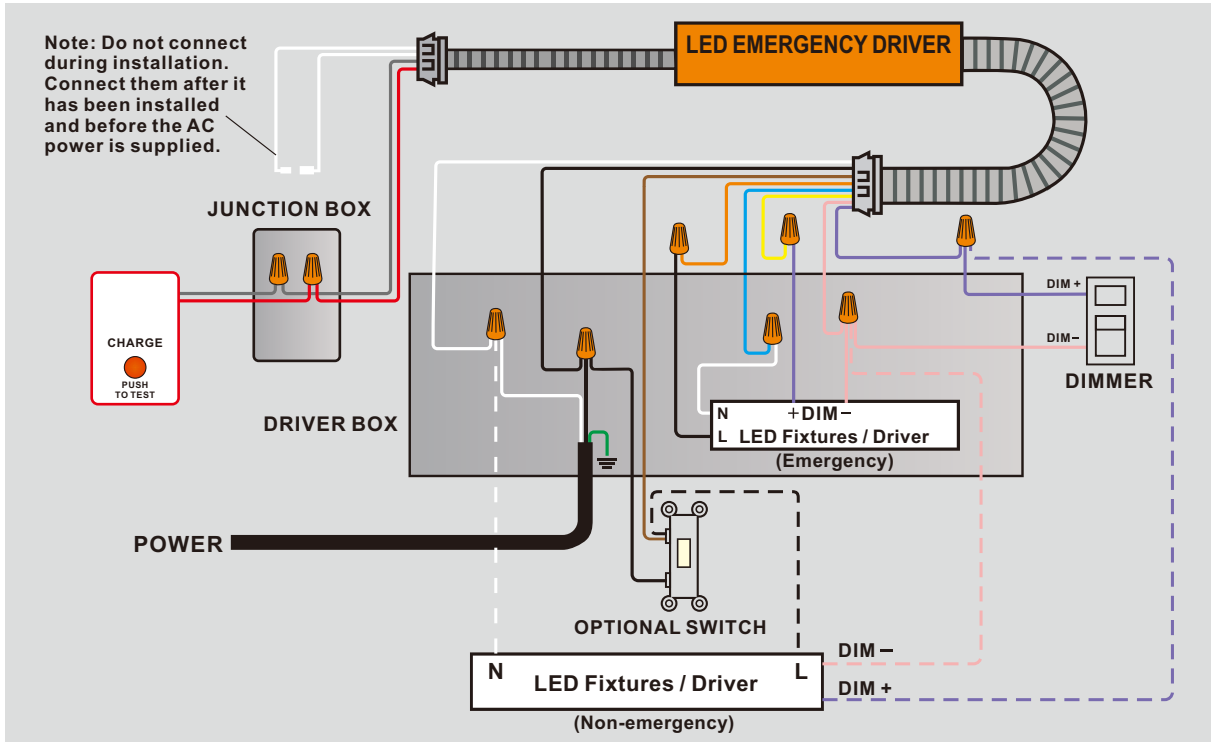 Note: Do not connect
during installation.
Connect them after it
has been installed
and before the AC
power is supplied.
LED EMERGENCY DRIVER
JUNCTION BOX
CHARGE
PUSH
TO TEST
DRIVER BOX
DIM +
DIM−
DIMMER
N +DIM−
L LED Fixtures / Driver
(Emergency)
POWER
OPTIONAL SWITCH
N L
LED Fixtures / Driver
(Non-emergency)
DIM −
DIM +